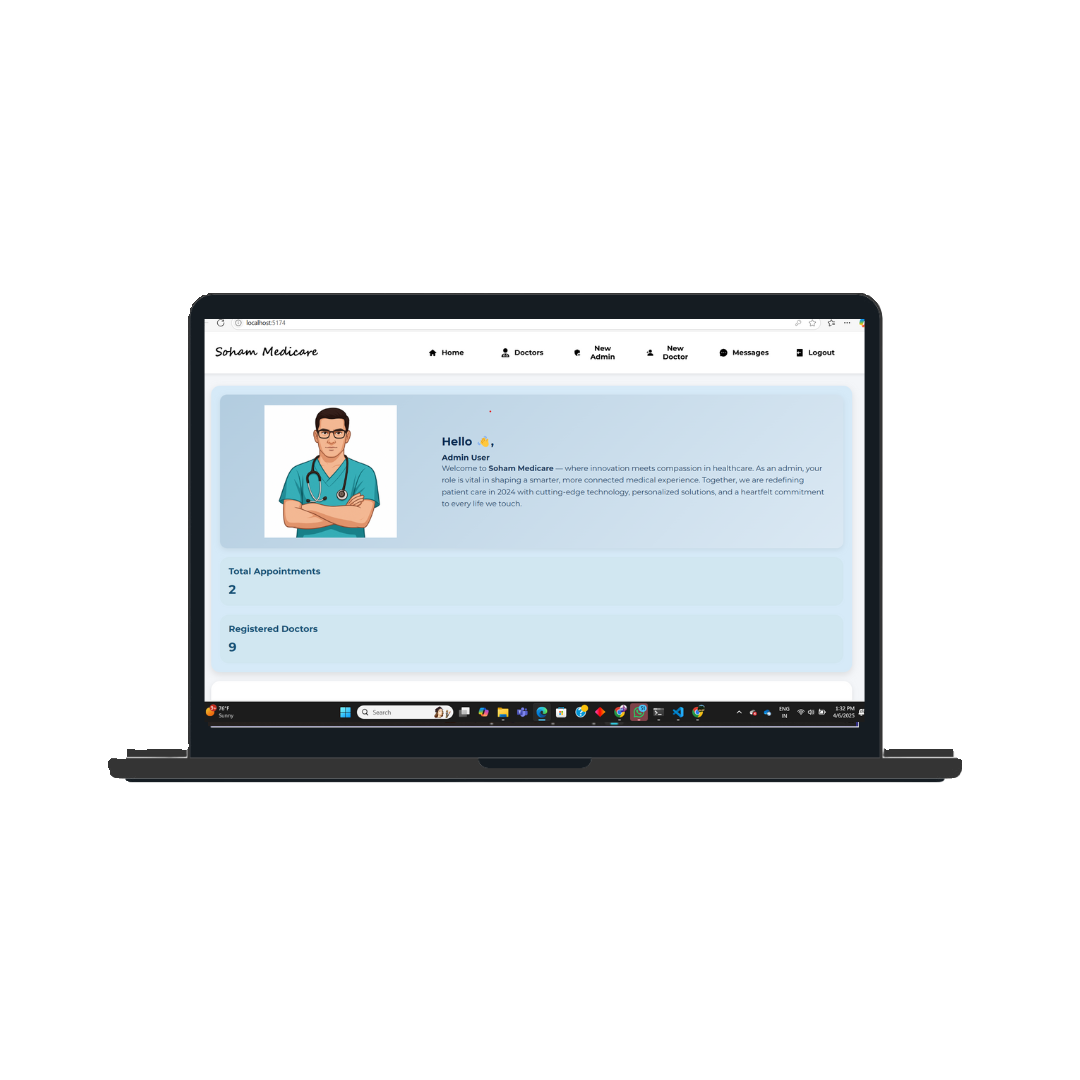 localhost:5174
Soham Medicare
Home
Doctors
New
Admin
New
Doctor
Messages
Logout
Hello 👋,
Admin User
Welcome to Soham Medicare — where innovation meets compassion in healthcare. As an admin, your
role is vital in shaping a smarter, more connected medical experience. Together, we are redefining
patient care in 2024 with cutting-edge technology, personalized solutions, and a heartfelt commitment
to every life we touch.
Total Appointments
2
Registered Doctors
9
76°F
Sunny
Search
ENG
IN
1:32 PM
4/6/2025